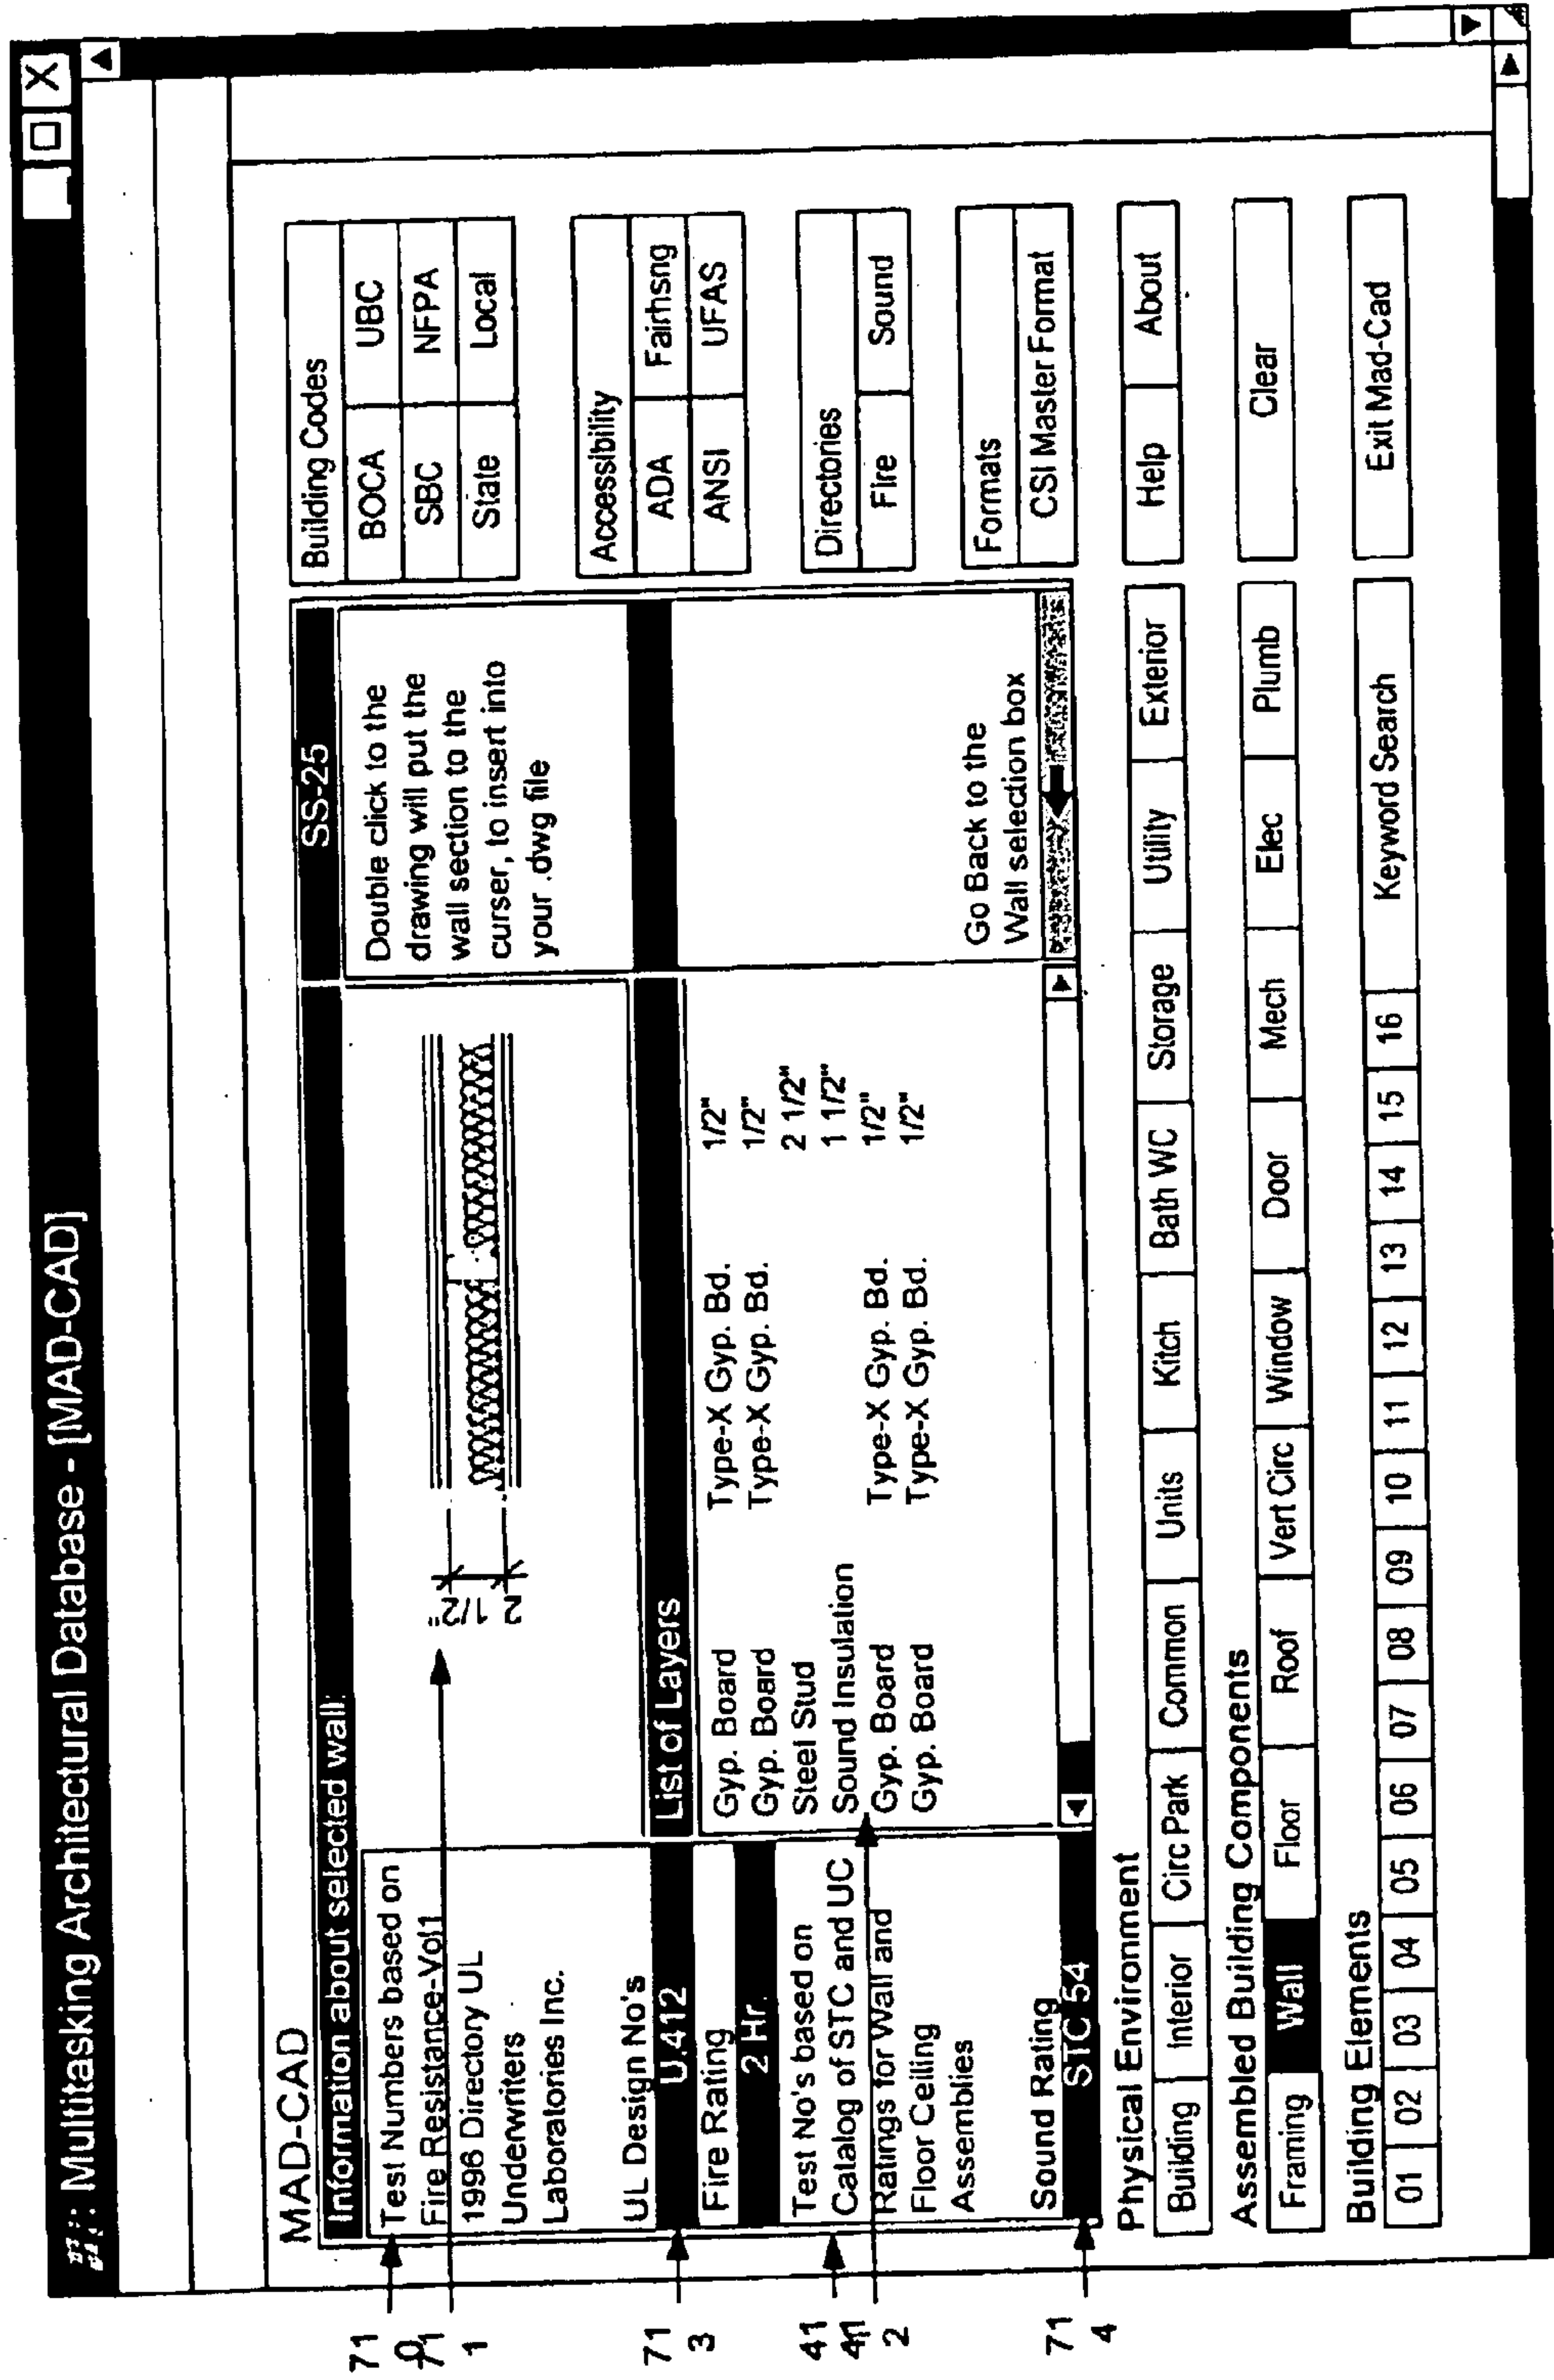 Multitasking Architectural Database - [MAD-CAD]
MAD-CAD
Information about selected wall:
SS-25
Test Numbers based on
Fire Resistance-Vol1
1996 Directory UL
Underwriters
Laboratories Inc.
UL Design No's
U.412
Fire Rating
2 Hr.
Test No's based on
Catalog of STC and UC
Ratings for Wall and
Floor Ceiling
Assemblies
Sound Rating
STC 54
2 1/2"
Double click to the
drawing will put the
wall section to the
curser, to insert into
your .dwg file
List of Layers
Gyp. Board Type-X Gyp. Bd. 1/2"
Gyp. Board Type-X Gyp. Bd. 1/2"
Steel Stud 2 1/2"
Sound Insulation 1 1/2"
Gyp. Board Type-X Gyp. Bd. 1/2"
Gyp. Board Type-X Gyp. Bd. 1/2"
Go Back to the
Wall selection box
Building Codes
BOCA UBC
SBC NFPA
State Local
Accessibility
ADA Fairhsng
ANSI UFAS
Directories
Fire Sound
Formats
CSI Master Format
Help About
Clear
Exit Mad-Cad
Physical Environment
Building Interior Circ Park Common Units Kitch Bath WC Storage Utility Exterior
Assembled Building Components
Framing Wall Floor Roof Vert Circ Window Door Mech Elec Plumb
Building Elements
01 02 03 04 05 06 07 08 09 10 11 12 13 14 15 16 Keyword Search
71
1
71
3
41
2
71
4